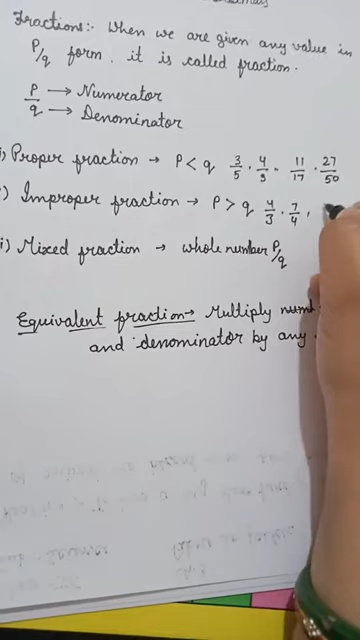 Fractions:- When we are given any value in
P/q form, it is called fraction.
P → Numerator
q → Denominator
i) Proper fraction → P < q 3/5, 4/9, 11/17, 27/50
) Improper fraction → P > q 4/3, 7/4,
i) Mixed fraction → whole number P/q
Equivalent fraction → Multiply num
and denominator by any